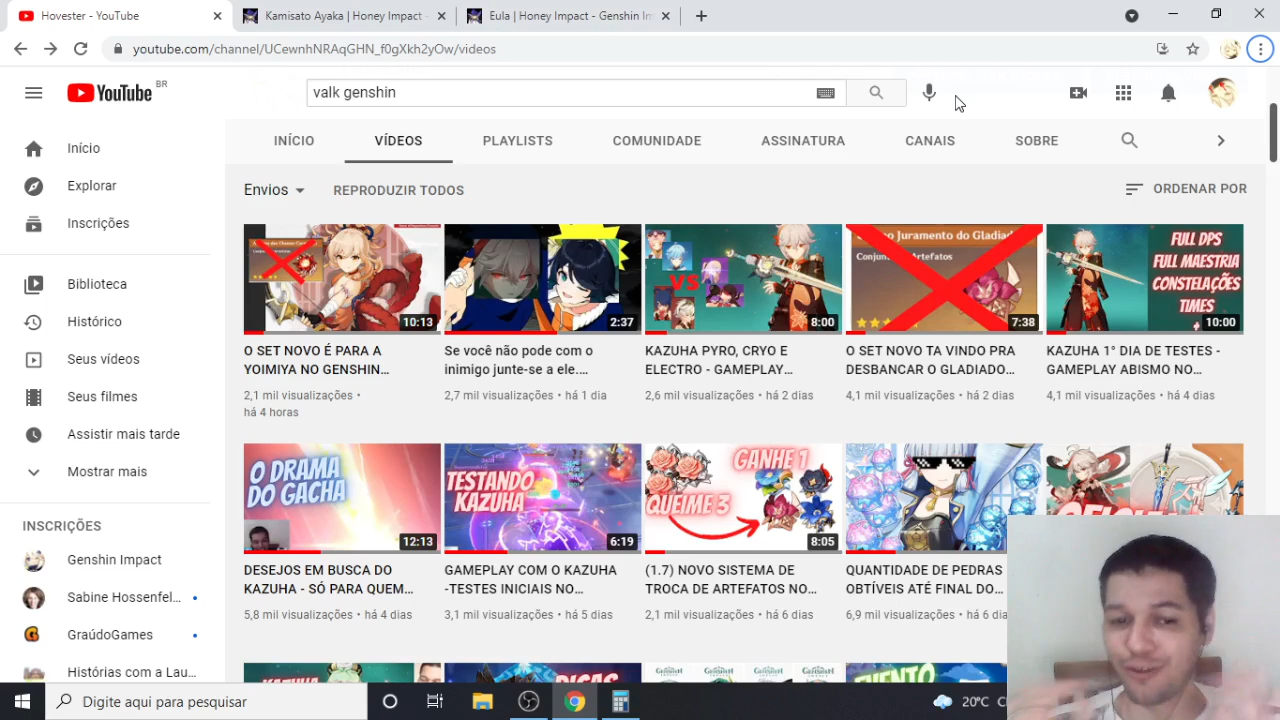 Hovester - YouTube
Kamisato Ayaka | Honey Impact -
Eula | Honey Impact - Genshin Im
youtube.com/channel/UCewnhNRAqGHN_f0gXkh2yOw/videos
YouTube BR
valk genshin
INÍCIO VÍDEOS PLAYLISTS COMUNIDADE ASSINATURA CANAIS SOBRE
Início
Explorar
Inscrições
Biblioteca
Histórico
Seus vídeos
Seus filmes
Assistir mais tarde
Mostrar mais
INSCRIÇÕES
Genshin Impact
Sabine Hossenfel...
GraúdoGames
Histórias com a Lau...
Envios REPRODUZIR TODOS ORDENAR POR
10:13
2:37
VS
8:00
Juramento do Gladiad
Conjun
Artefatos
7:38
FULL DPS
FULL MAESTRIA
CONSTELAÇÕES
TIMES
+
10:00
O SET NOVO É PARA A
YOIMIYA NO GENSHIN...
2,1 mil visualizações •
há 4 horas
Se você não pode com o
inimigo junte-se a ele....
2,7 mil visualizações • há 1 dia
KAZUHA PYRO, CRYO E
ELECTRO - GAMEPLAY...
2,6 mil visualizações • há 2 dias
O SET NOVO TA VINDO PRA
DESBANCAR O GLADIADO...
4,1 mil visualizações • há 2 dias
KAZUHA 1° DIA DE TESTES -
GAMEPLAY ABISMO NO...
4,1 mil visualizações • há 4 dias
O DRAMA
DO GACHA
12:13
TESTANDO
KAZUHA
6:19
GANHE 1
QUEIME 3
8:05
DESEJOS EM BUSCA DO
KAZUHA - SÓ PARA QUEM...
5,8 mil visualizações • há 4 dias
GAMEPLAY COM O KAZUHA
-TESTES INICIAIS NO...
3,1 mil visualizações • há 5 dias
(1.7) NOVO SISTEMA DE
TROCA DE ARTEFATOS NO...
2,1 mil visualizações • há 6 dias
QUANTIDADE DE PEDRAS
OBTÍVEIS ATÉ FINAL DO...
6,9 mil visualizações • há 6 dia
DICAS
EVENTO
Digite aqui para pesquisar
20°C